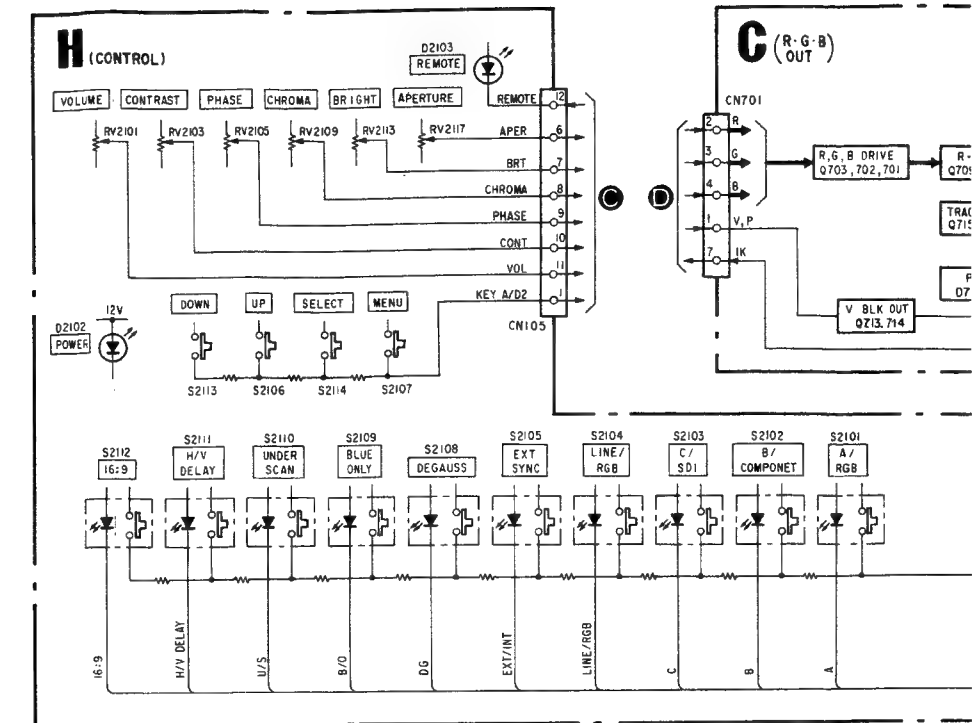 H (CONTROL)
D2103
REMOTE
VOLUME CONTRAST PHASE CHROMA BRIGHT APERTURE
RV2101 RV2103 RV2105 RV2109 RV2113 RV2117
REMOTE 12
APER 6
BRT 7
CHROMA 8
PHASE 9
CONT 10
VOL 11
KEY A/D2 1
CN105
C D
12V
D2102
POWER
DOWN UP SELECT MENU
S2113 S2106 S2114 S2107
C (R·G·B)
OUT
CN701
2 R
3 G
4 B
1 V,P
7 IK
R,G,B DRIVE
Q703,702,701
R-
Q709
TRAC
Q715
P
D7
V BLK OUT
Q713.714
S2112
16:9
S2111
H/V
DELAY
S2110
UNDER
SCAN
S2109
BLUE
ONLY
S2108
DEGAUSS
S2105
EXT
SYNC
S2104
LINE/
RGB
S2103
C/
SDI
S2102
B/
COMPONET
S2101
A/
RGB
16:9
H/V DELAY
U/S
B/O
DG
EXT/INT
LINE/RGB
C
B
A